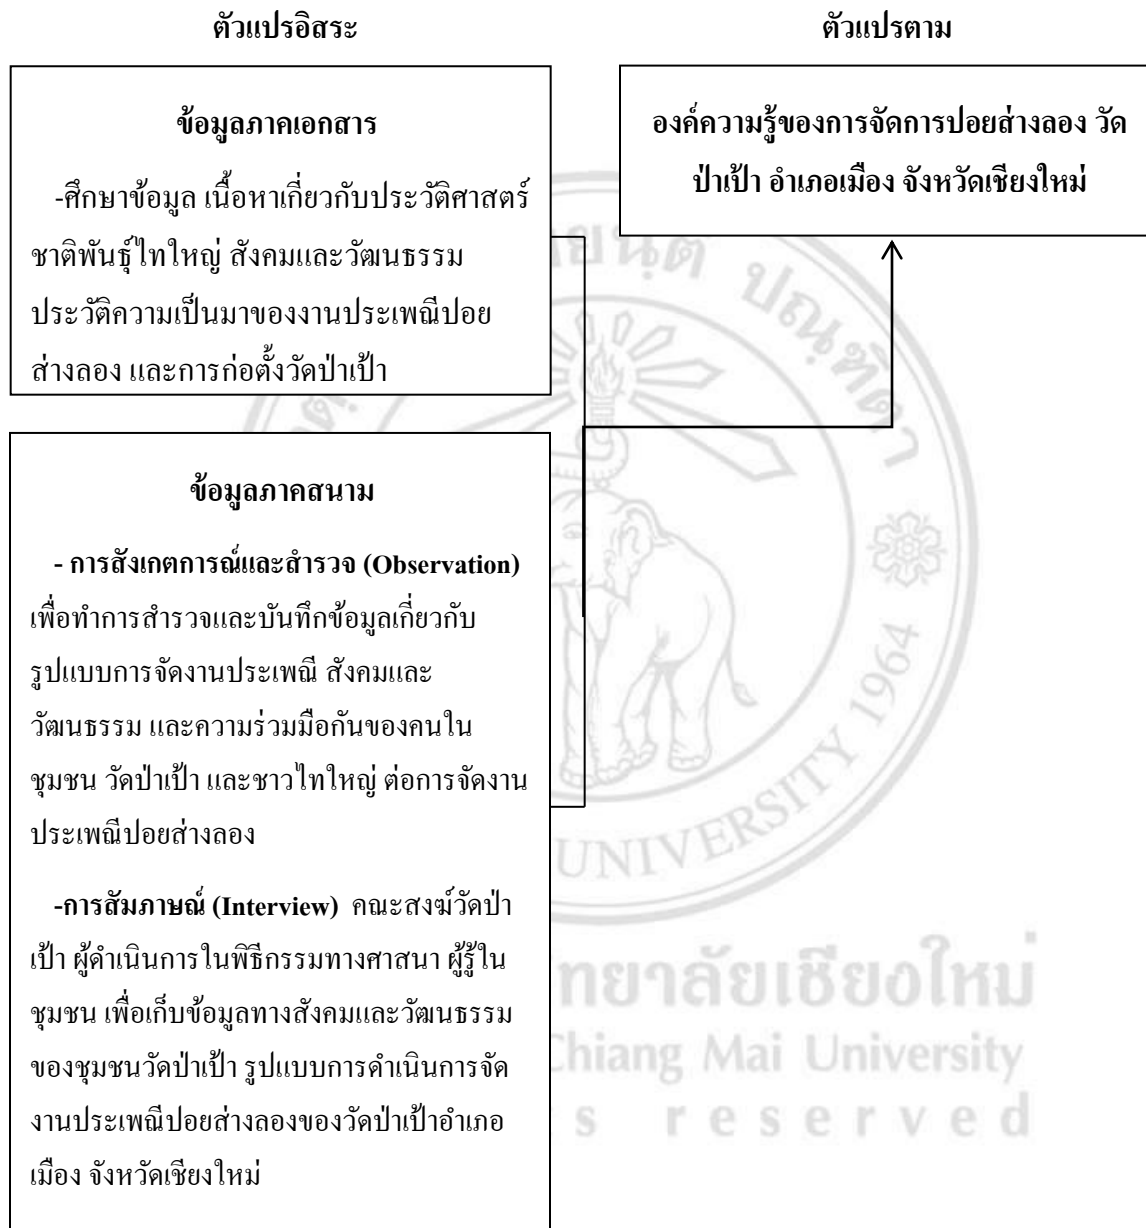 ตัวแปรอิสระ
ตัวแปรตาม
ข้อมูลภาคเอกสาร
-ศึกษาข้อมูล เนื้อหาเกี่ยวกับประวัติศาสตร์
ชาติพันธุ์ไทใหญ่ สังคมและวัฒนธรรม
ประวัติความเป็นมาของงานประเพณีปอย
ส่างลอง และการก่อตั้งวัดป่าเป้า
องค์ความรู้ของการจัดการปอยส่างลอง วัด
ป่าเป้า อำเภอเมือง จังหวัดเชียงใหม่
ข้อมูลภาคสนาม
- การสังเกตการณ์และสำรวจ (Observation)
เพื่อทำการสำรวจและบันทึกข้อมูลเกี่ยวกับ
รูปแบบการจัดงานประเพณี สังคมและ
วัฒนธรรม และความร่วมมือกันของคนใน
ชุมชน วัดป่าเป้า และชาวไทใหญ่ ต่อการจัดงาน
ประเพณีปอยส่างลอง
-การสัมภาษณ์ (Interview) คณะสงฆ์วัดป่า
เป้า ผู้ดำเนินการในพิธีกรรมทางศาสนา ผู้รู้ใน
ชุมชน เพื่อเก็บข้อมูลทางสังคมและวัฒนธรรม
ของชุมชนวัดป่าเป้า รูปแบบการดำเนินการจัด
งานประเพณีปอยส่างลองของวัดป่าเป้าอำเภอ
เมือง จังหวัดเชียงใหม่
ปณฺฑิตา
UNIVERSITY 1964
ทยาลัยเชียงใหม่
Chiang Mai University
s reserved